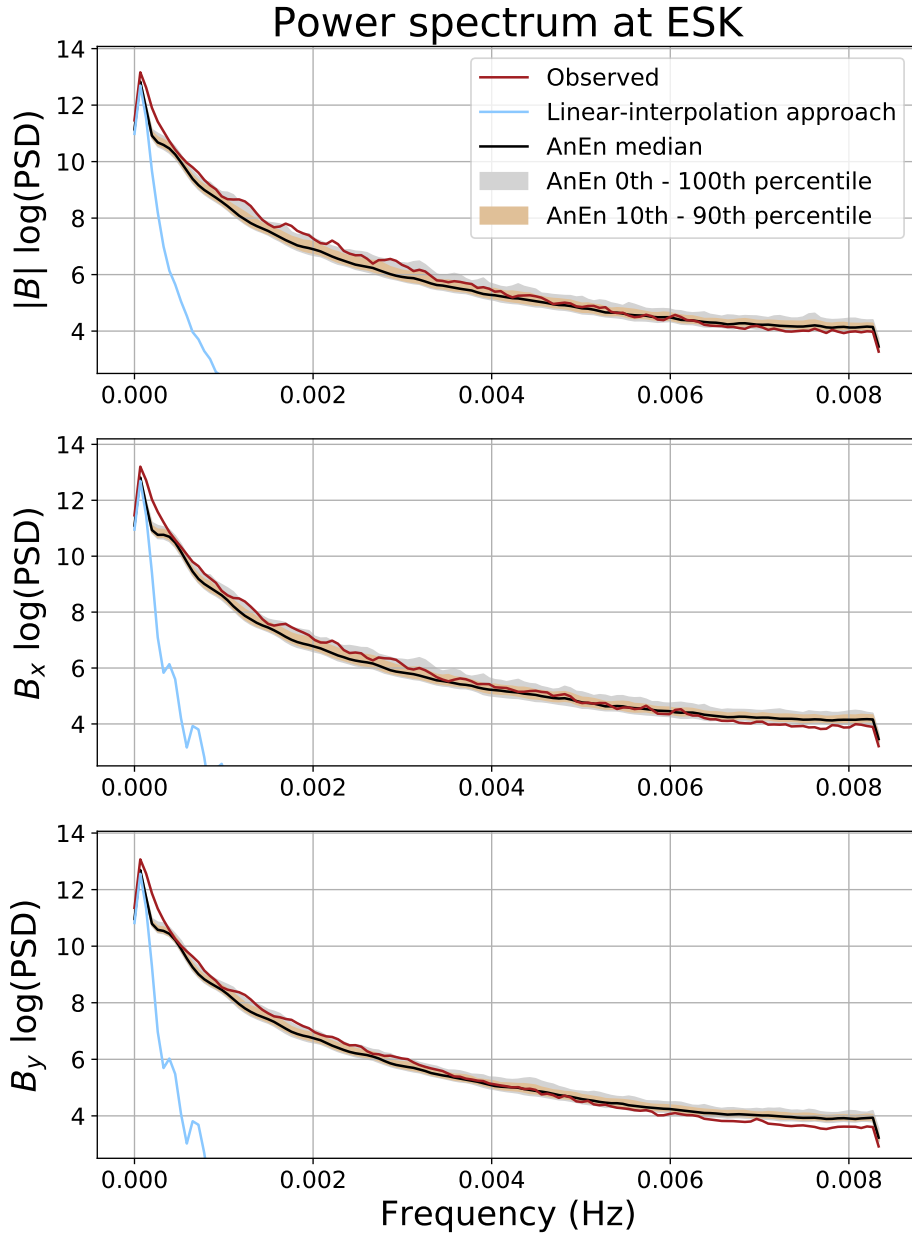 Power spectrum at ESK
|B| log(PSD)
14
12
10
8
6
4
0.000 0.002 0.004 0.006 0.008
Observed
Linear-interpolation approach
AnEn median
AnEn 0th - 100th percentile
AnEn 10th - 90th percentile
Bx log(PSD)
14
12
10
8
6
4
0.000 0.002 0.004 0.006 0.008
By log(PSD)
14
12
10
8
6
4
0.000 0.002 0.004 0.006 0.008
Frequency (Hz)